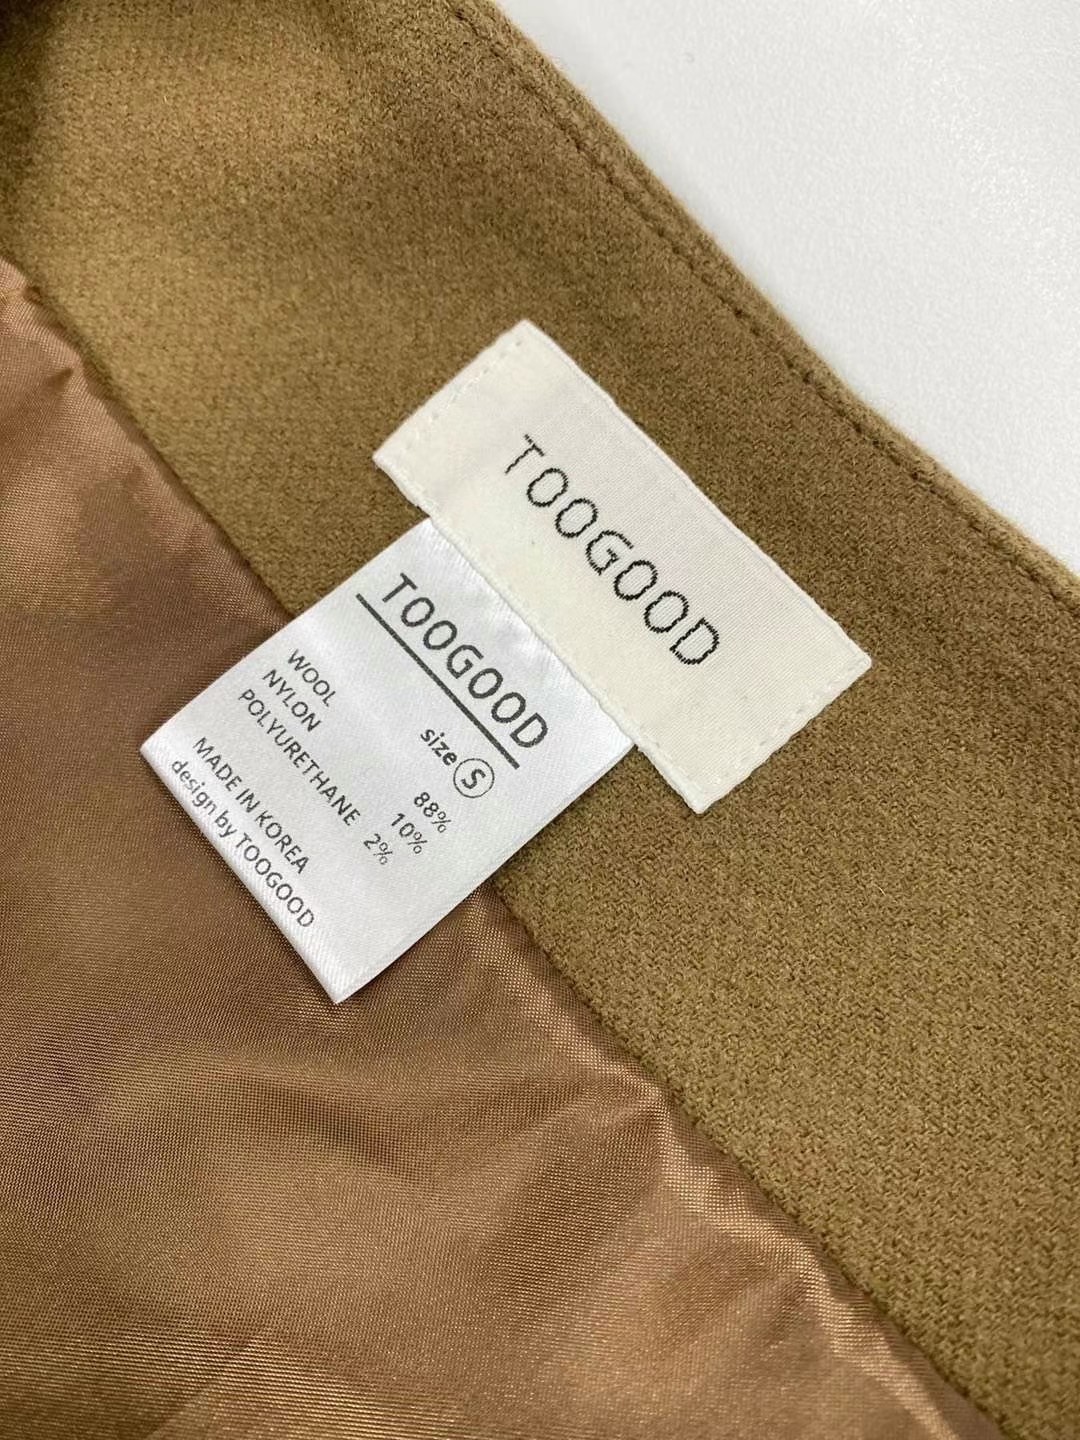 TOOGOOD
TOOGOOD
size S
WOOL 88%
NYLON 10%
POLYURETHANE 2%
MADE IN KOREA
design by TOOGOOD